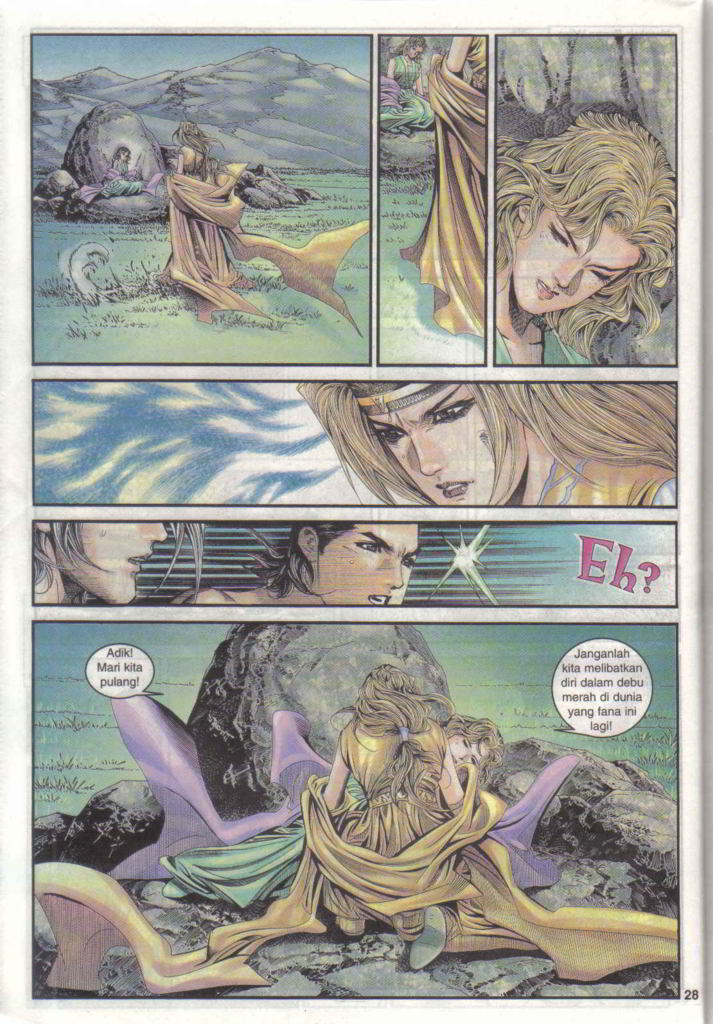 Eh?
Adik!
Mari kita
pulang!
Janganlah
kita melibatkan
diri dalam debu
merah di dunia
yang fana ini
lagi!
28